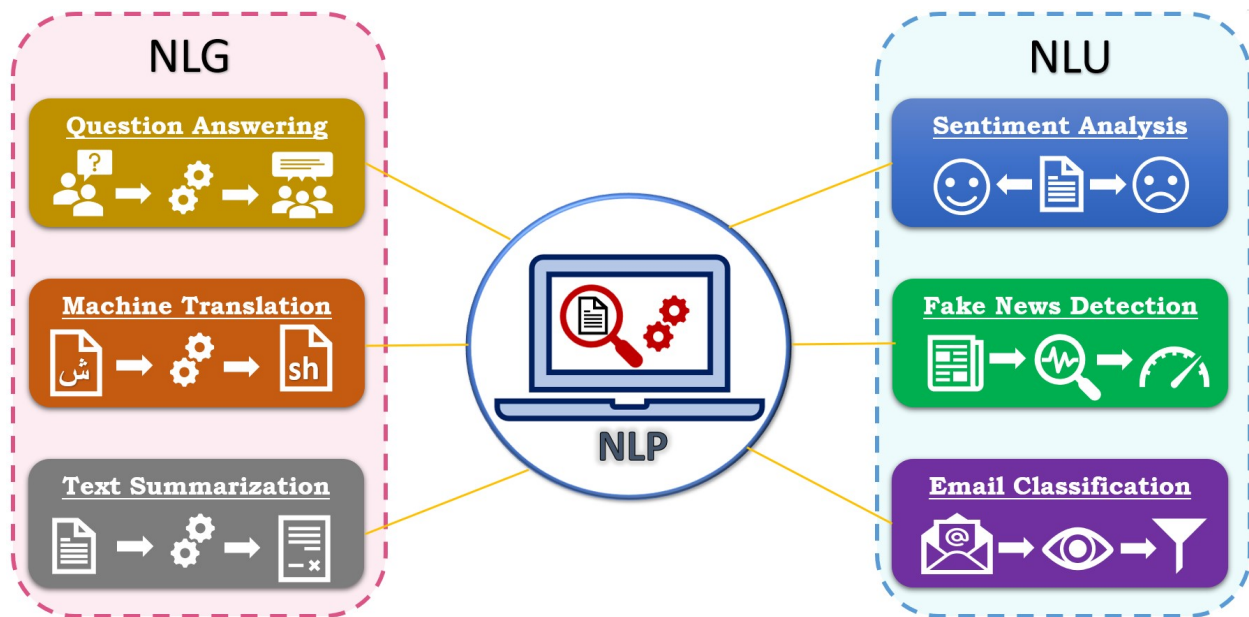 NLG
Question Answering
?
Machine Translation
ش
sh
Text Summarization
NLP
NLU
Sentiment Analysis
Fake News Detection
Email Classification
@